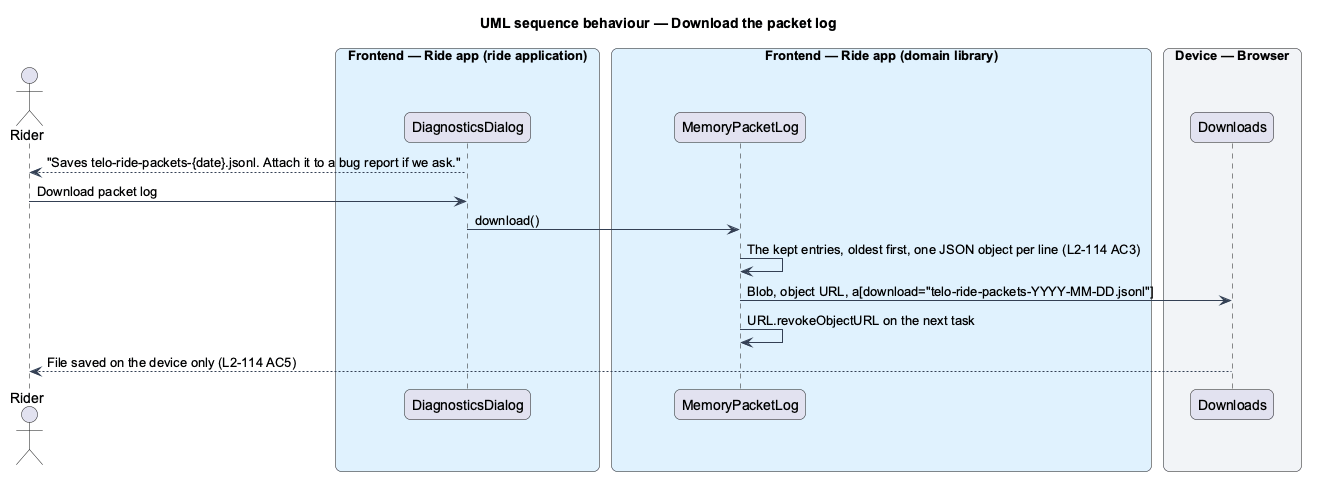 UML sequence behaviour — Download the packet log
Frontend — Ride app (ride application)
Frontend — Ride app (domain library)
Device — Browser
Rider
DiagnosticsDialog
MemoryPacketLog
Downloads
"Saves telo-ride-packets-{date}.jsonl. Attach it to a bug report if we ask."
Download packet log
download()
The kept entries, oldest first, one JSON object per line (L2-114 AC3)
Blob, object URL, a[download="telo-ride-packets-YYYY-MM-DD.jsonl"]
URL.revokeObjectURL on the next task
File saved on the device only (L2-114 AC5)
Rider
DiagnosticsDialog
MemoryPacketLog
Downloads